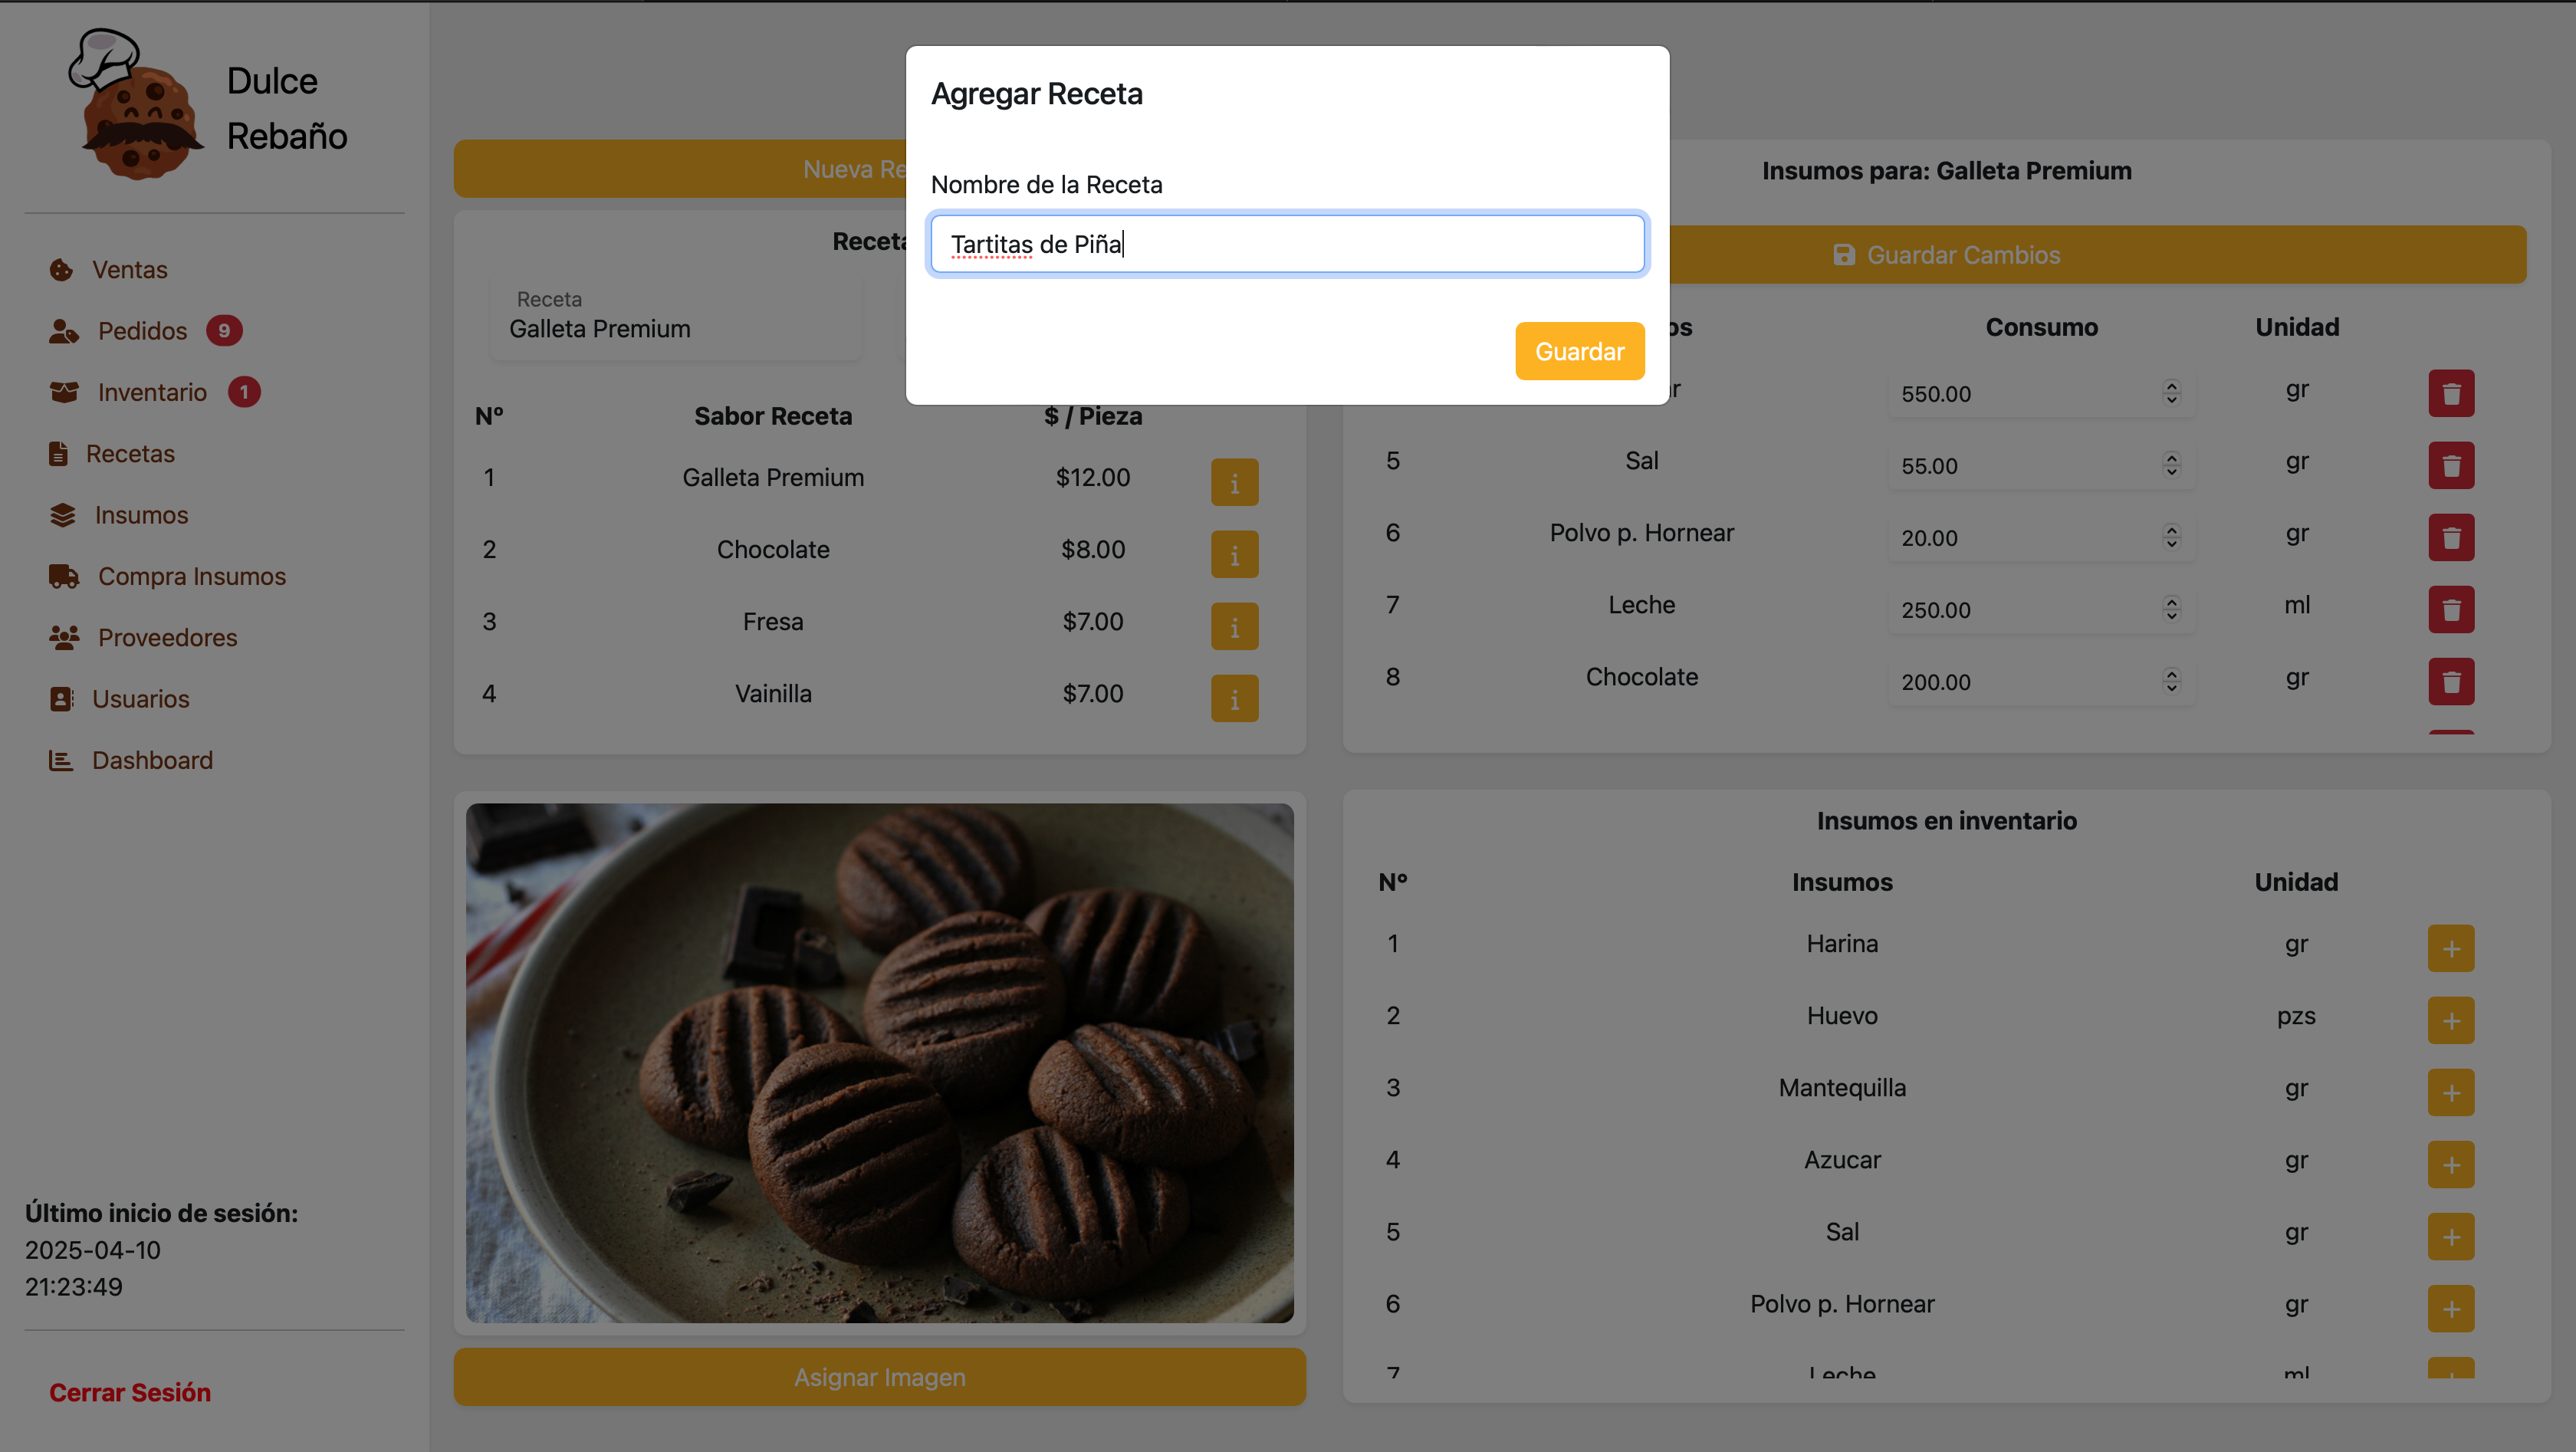 Dulce
Rebaño
Ventas
Pedidos 9
Inventario 1
Recetas
Insumos
Compra Insumos
Proveedores
Usuarios
Dashboard
Último inicio de sesión:
2025-04-10
21:23:49
Cerrar Sesión
Agregar Receta
Nombre de la Receta
Tartitas de Piña
Guardar
Nueva Re
Receta
Receta
Galleta Premium
Nº Sabor Receta $ / Pieza
1 Galleta Premium $12.00 i
2 Chocolate $8.00 i
3 Fresa $7.00 i
4 Vainilla $7.00 i
Asignar Imagen
Insumos para: Galleta Premium
Guardar Cambios
os Consumo Unidad
r 550.00 gr
5 Sal 55.00 gr
6 Polvo p. Hornear 20.00 gr
7 Leche 250.00 ml
8 Chocolate 200.00 gr
Insumos en inventario
Nº Insumos Unidad
1 Harina gr +
2 Huevo pzs +
3 Mantequilla gr +
4 Azucar gr +
5 Sal gr +
6 Polvo p. Hornear gr +
7 Leche ml